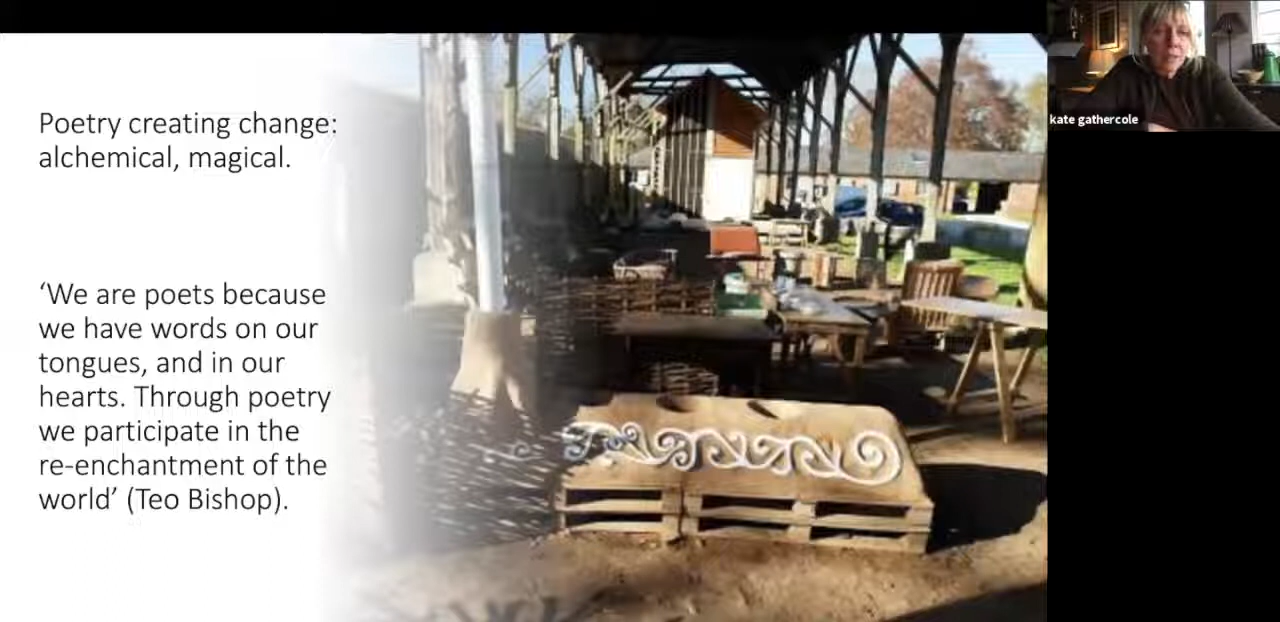 Poetry creating change:
alchemical, magical.
‘We are poets because
we have words on our
tongues, and in our
hearts. Through poetry
we participate in the
re-enchantment of the
world’ (Teo Bishop).
kate gathercole